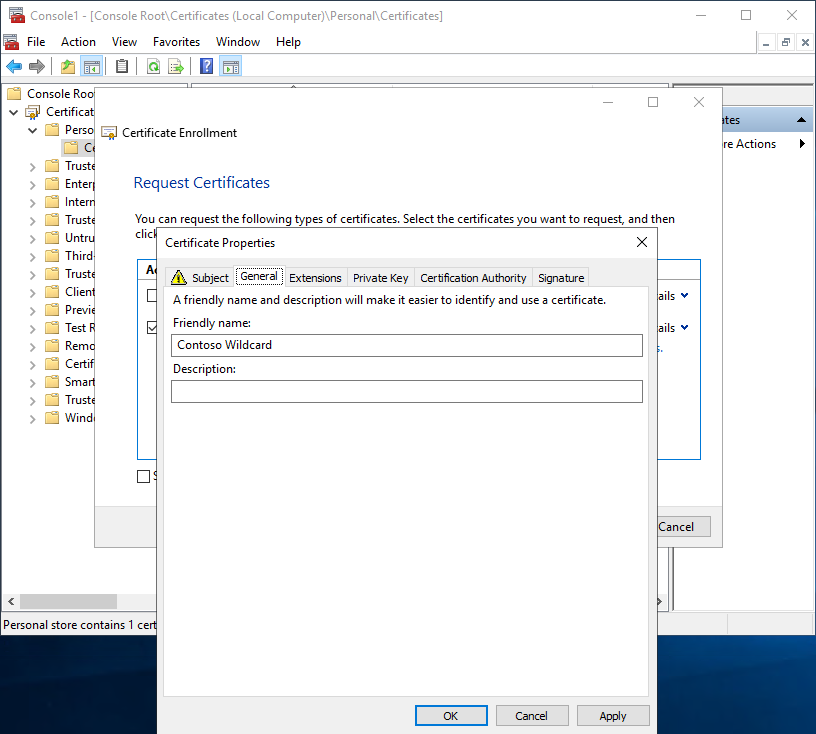 Console1 - [Console Root\Certificates (Local Computer)\Personal\Certificates]
File Action View Favorites Window Help
Console Roo
Certificat
Perso
Ce
Truste
Enterp
Intern
Truste
Untru
Third-
Truste
Client
Previe
Test R
Remo
Certif
Smart
Truste
Windo
Personal store contains 1 cert
ates
re Actions
Certificate Enrollment
Request Certificates
You can request the following types of certificates. Select the certificates you want to request, and then
click
ails
ails
s.
Cancel
Certificate Properties
Subject General Extensions Private Key Certification Authority Signature
A friendly name and description will make it easier to identify and use a certificate.
Friendly name:
Contoso Wildcard
Description:
OK Cancel Apply